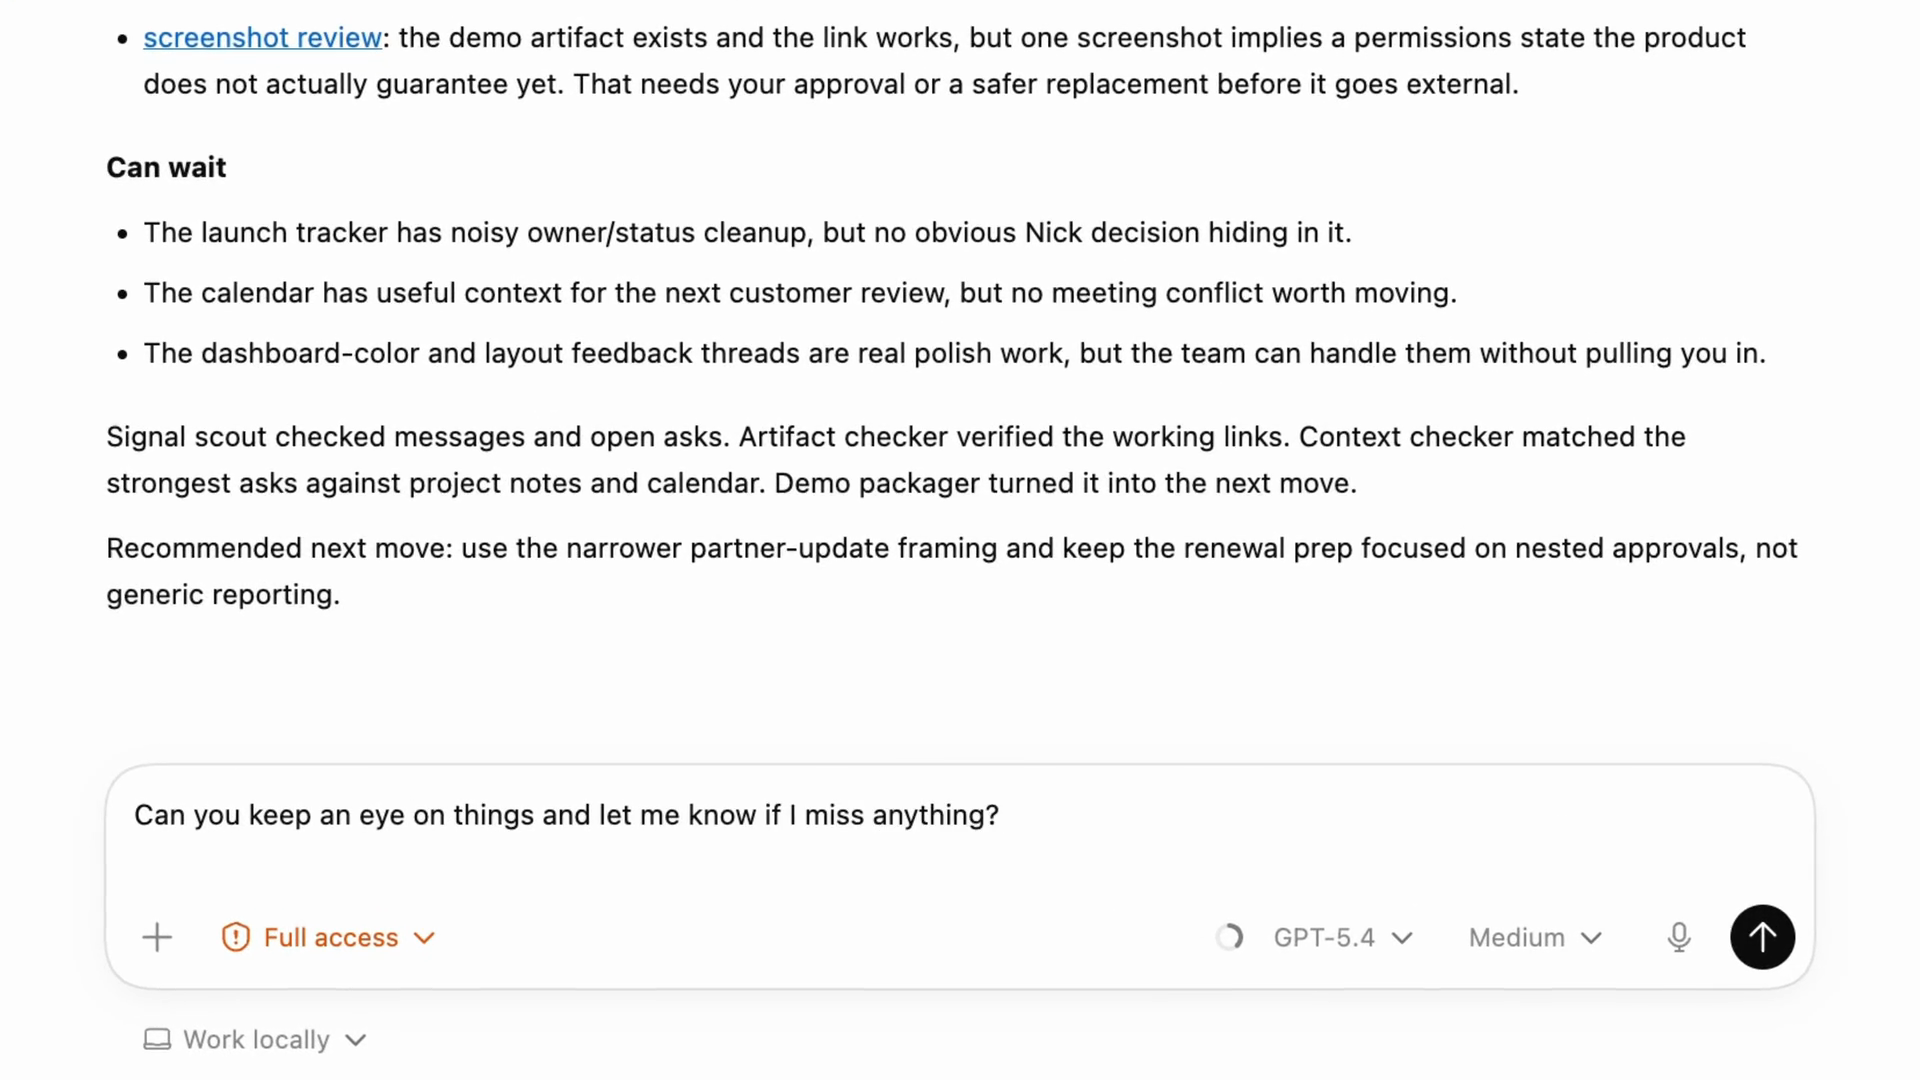 • screenshot review: the demo artifact exists and the link works, but one screenshot implies a permissions state the product
does not actually guarantee yet. That needs your approval or a safer replacement before it goes external.
Can wait
• The launch tracker has noisy owner/status cleanup, but no obvious Nick decision hiding in it.
• The calendar has useful context for the next customer review, but no meeting conflict worth moving.
• The dashboard-color and layout feedback threads are real polish work, but the team can handle them without pulling you in.
Signal scout checked messages and open asks. Artifact checker verified the working links. Context checker matched the
strongest asks against project notes and calendar. Demo packager turned it into the next move.
Recommended next move: use the narrower partner-update framing and keep the renewal prep focused on nested approvals, not
generic reporting.
Can you keep an eye on things and let me know if I miss anything?
Full access GPT-5.4 Medium
Work locally